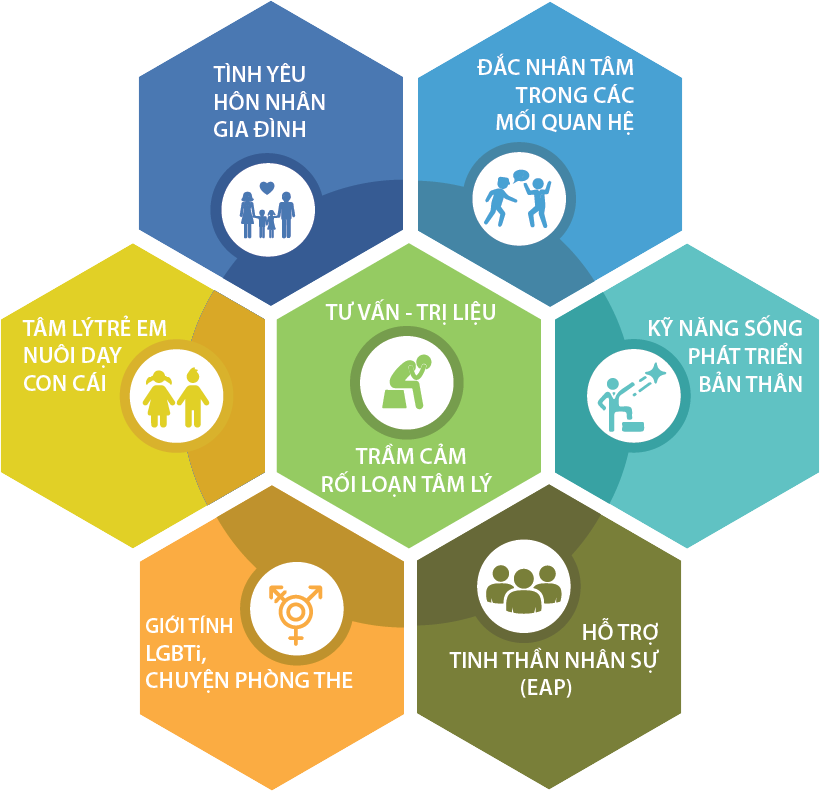 TÌNH YÊU
HÔN NHÂN
GIA ĐÌNH
ĐẮC NHÂN TÂM
TRONG CÁC
MỐI QUAN HỆ
TÂM LÝTRẺ EM
NUÔI DẠY
CON CÁI
TƯ VẤN - TRỊ LIỆU
TRẦM CẢM
RỐI LOẠN TÂM LÝ
KỸ NĂNG SỐNG
PHÁT TRIỂN
BẢN THÂN
GIỚI TÍNH
LGBTi,
CHUYỆN PHÒNG THE
HỖ TRỢ
TINH THẦN NHÂN SỰ
(EAP)